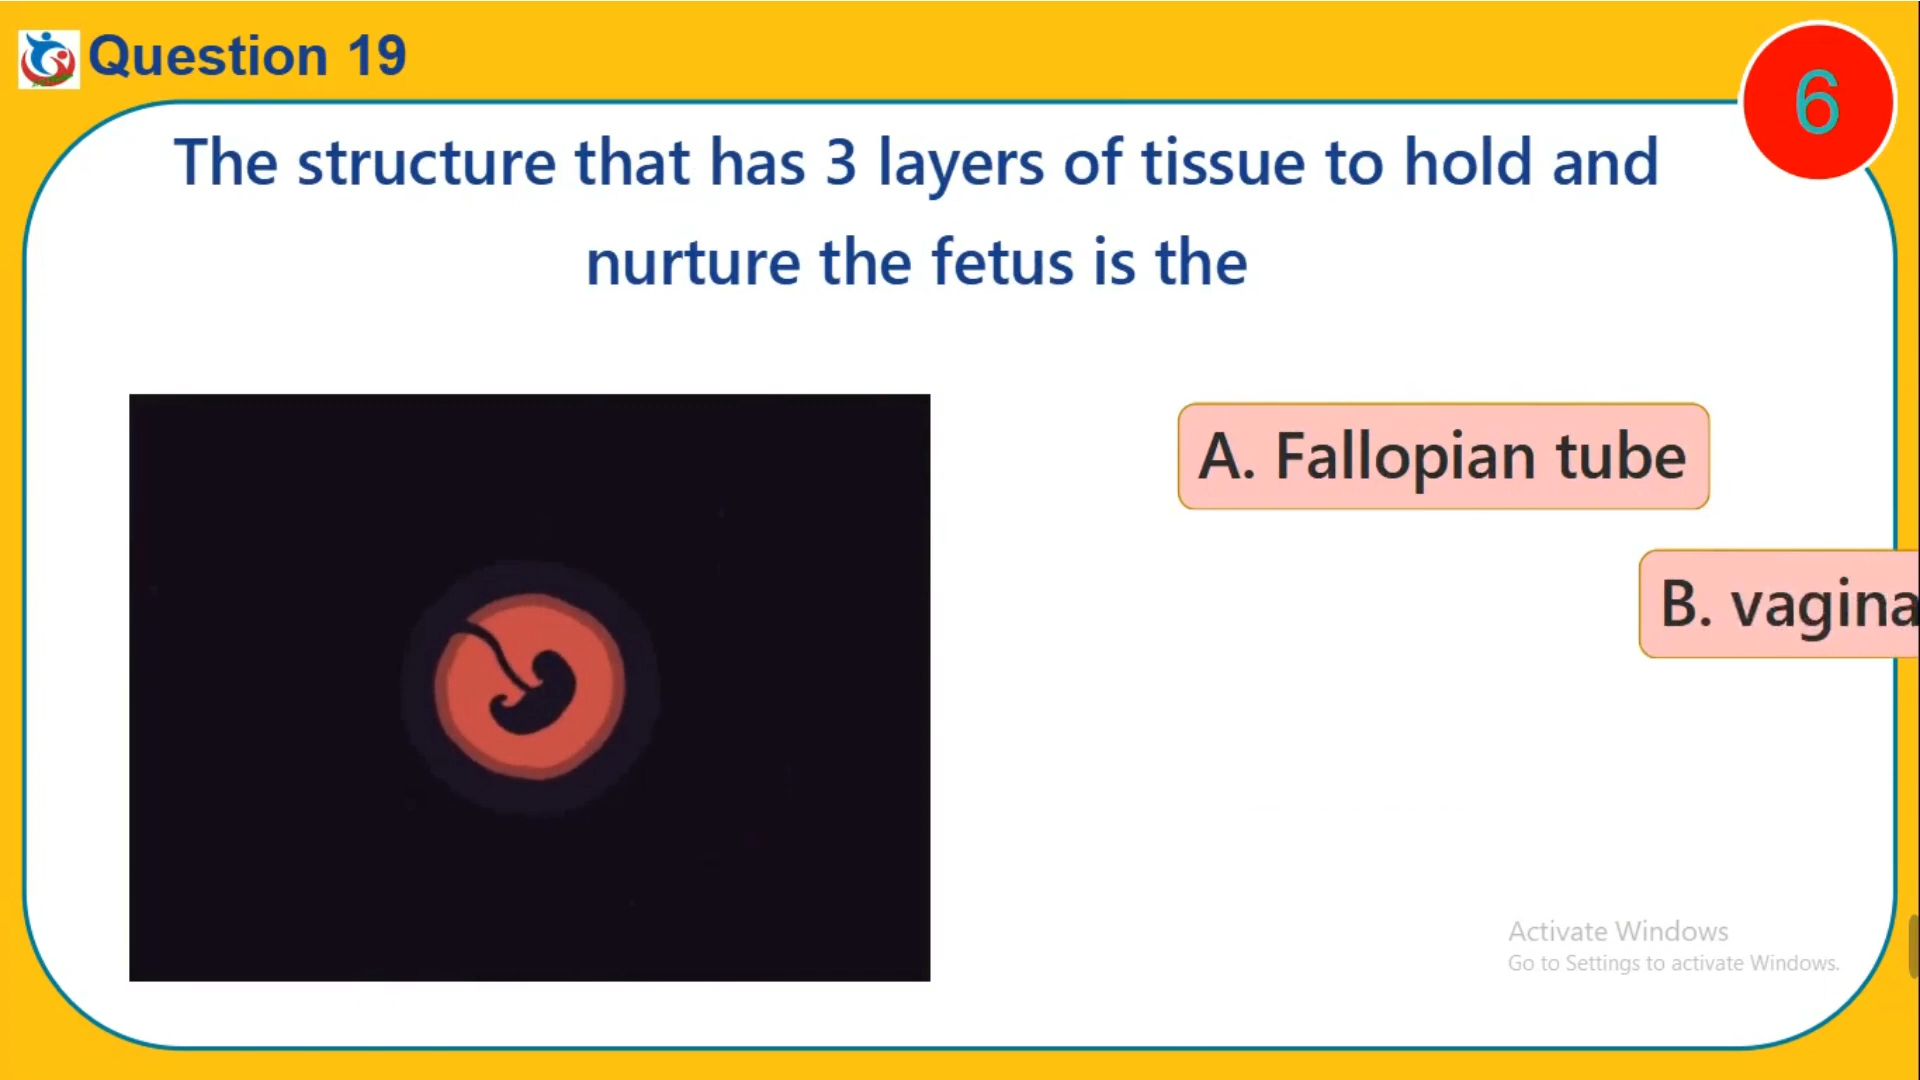 Question 19
6
The structure that has 3 layers of tissue to hold and
nurture the fetus is the
A. Fallopian tube
B. vagina
Activate Windows
Go to Settings to activate Windows.